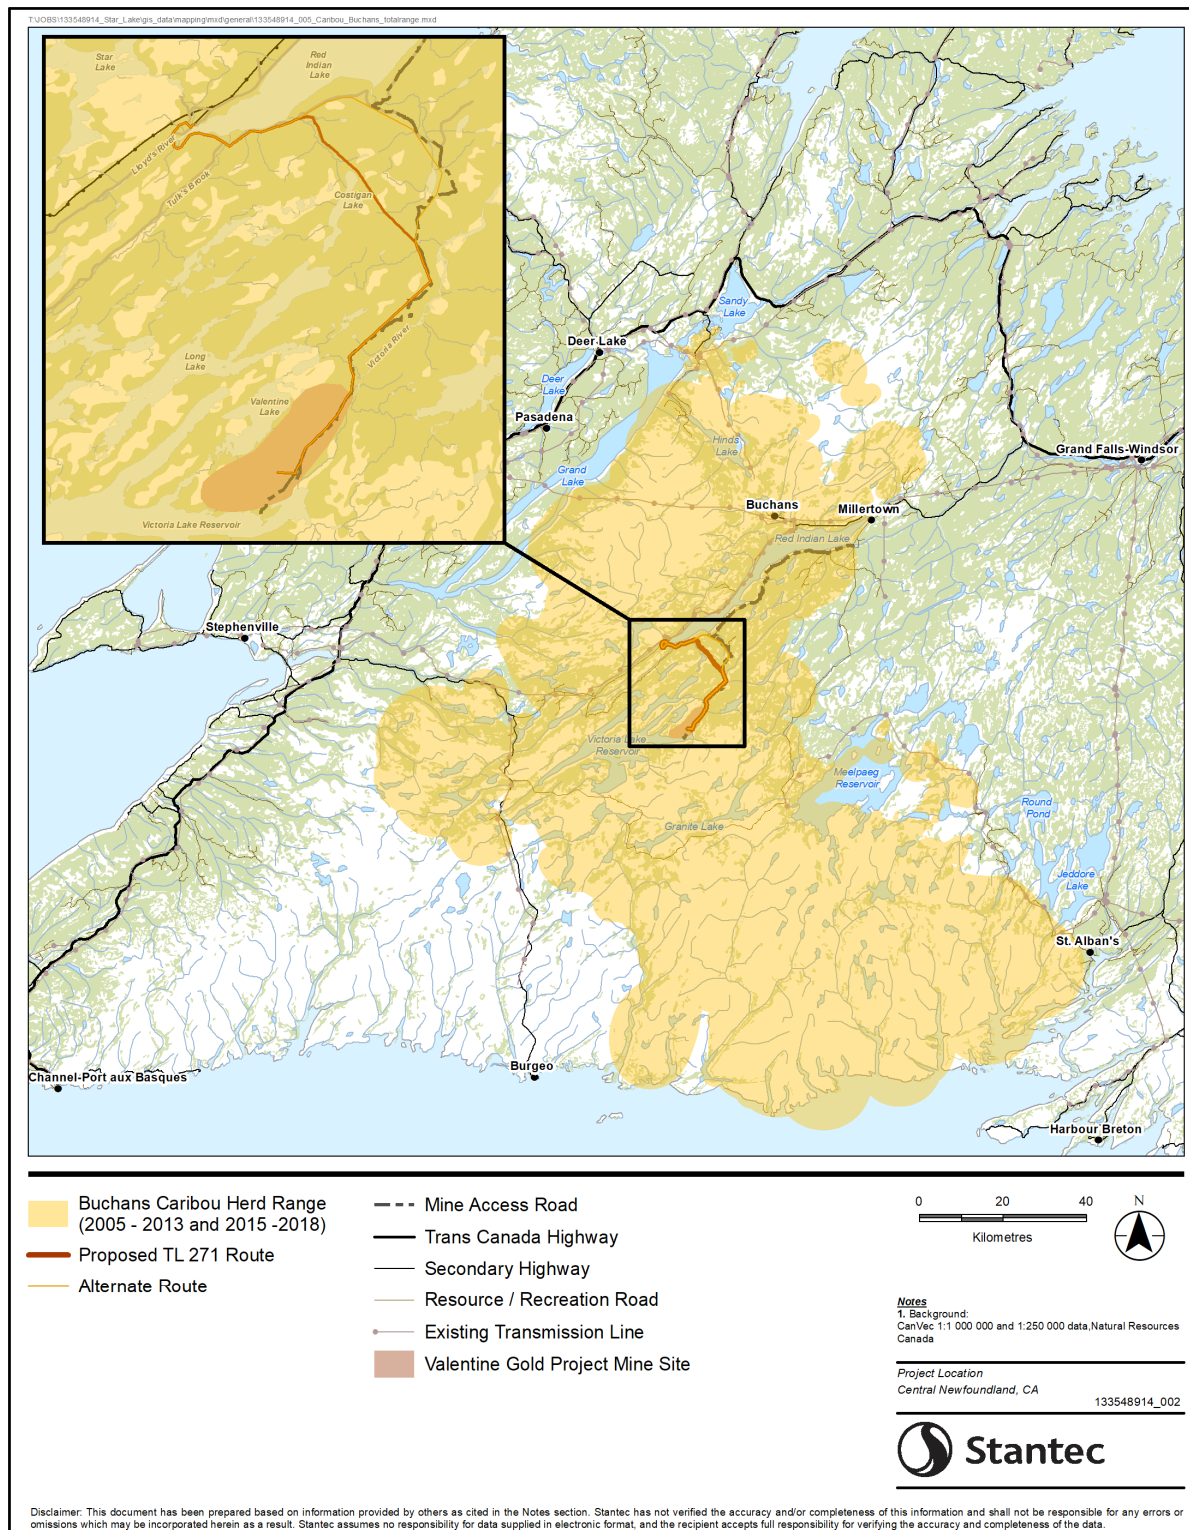 T:\JOBS\133548914_Star_Lake\gis_data\mapping\mxd\general\133548914_005_Caribou_Buchans_totalrange.mxd
Star
Lake
Red
Indian
Lake
Lloyd's River
Tulk's Brook
Costigan
Lake
Victoria River
Long
Lake
Valentine
Lake
Victoria Lake Reservoir
Sandy
Lake
Deer Lake
Deer
Lake
Pasadena
Hinds
Lake
Grand
Lake
Grand Falls-Windsor
Buchans
Millertown
Red Indian Lake
Stephenville
Victoria Lake
Reservoir
Meelpaeg
Reservoir
Round
Pond
Granite Lake
Jeddore
Lake
St. Alban's
Burgeo
Channel-Port aux Basques
Harbour Breton
Buchans Caribou Herd Range
(2005 - 2013 and 2015 -2018)
Proposed TL 271 Route
Alternate Route
Mine Access Road
Trans Canada Highway
Secondary Highway
Resource / Recreation Road
Existing Transmission Line
Valentine Gold Project Mine Site
0 20 40
Kilometres
N
Notes
1. Background:
CanVec 1:1 000 000 and 1:250 000 data,Natural Resources
Canada
Project Location
Central Newfoundland, CA
133548914_002
Stantec
Disclaimer: This document has been prepared based on information provided by others as cited in the Notes section. Stantec has not verified the accuracy and/or completeness of this information and shall not be responsible for any errors or
omissions which may be incorporated herein as a result. Stantec assumes no responsibility for data supplied in electronic format, and the recipient accepts full responsibility for verifying the accuracy and completeness of the data.